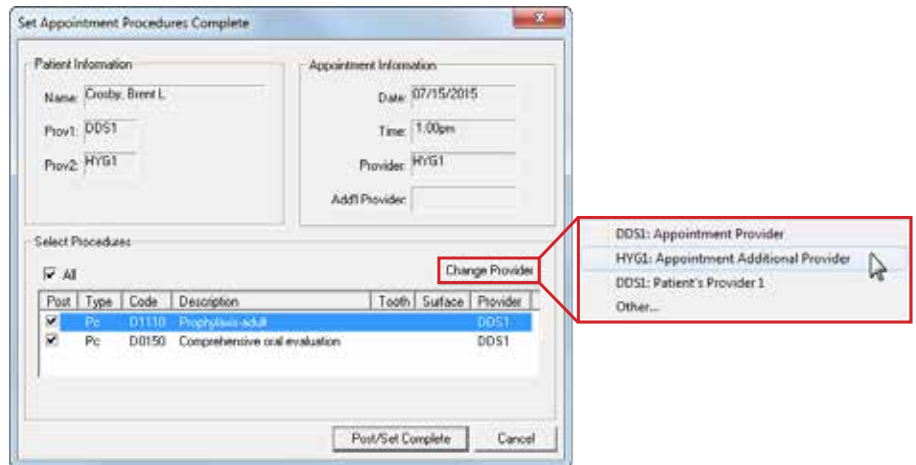 Set Appointment Procedures Complete
Patient Information
Name: Crosby, Brent L
Prov1: DDS1
Prov2: HYG1
Appointment Information
Date: 07/15/2015
Time: 1:00pm
Provider: HYG1
Add'l Provider:
Select Procedures
All
Change Provider
Post Type Code Description Tooth Surface Provider
Pc D1110 Prophylaxis-adult DDS1
Pc D0150 Comprehensive oral evaluation DDS1
Post/Set Complete Cancel
DDS1: Appointment Provider
HYG1: Appointment Additional Provider
DDS1: Patient's Provider 1
Other...